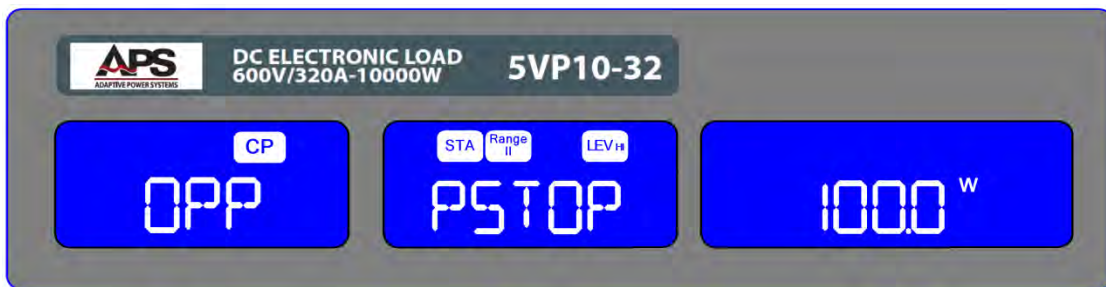 APS
ADAPTIVE POWER SYSTEMS
DC ELECTRONIC LOAD
600V/320A-10000W
5VP10-32
CP
OPP
STA
Range
II
LEV HI
PSTOP
100.0 W